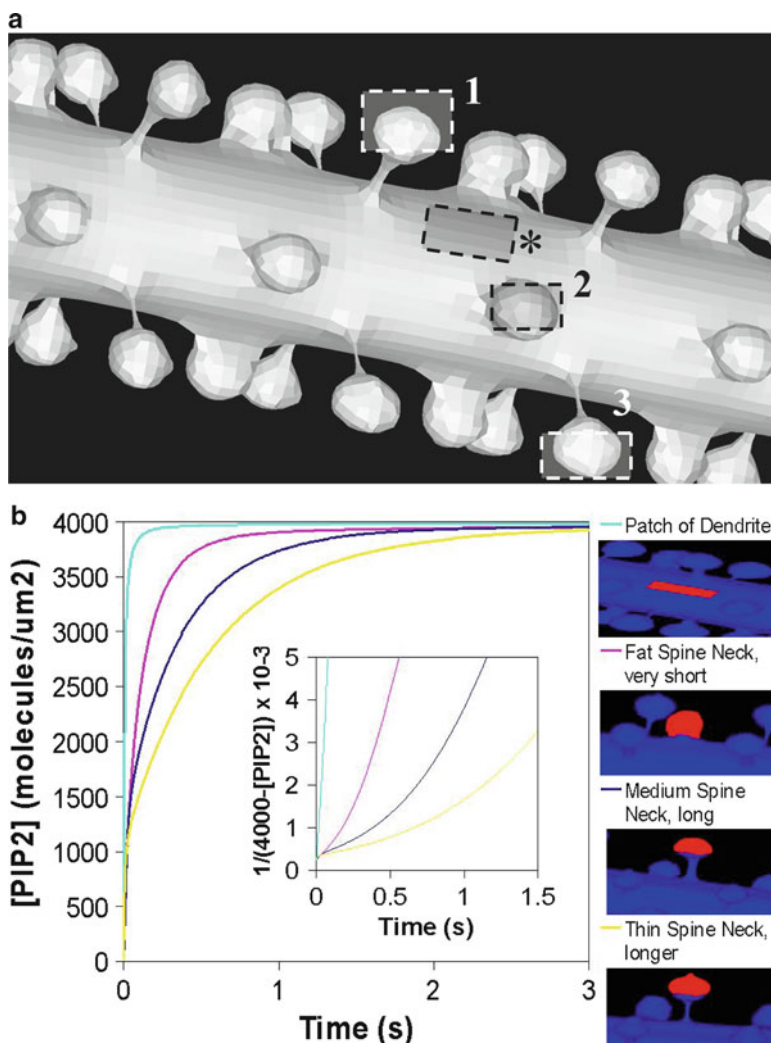 a
1
*
2
3
b
4000
3500
3000
2500
2000
1500
1000
500
0
[PIP2] (molecules/um2)
0
1
2
3
Time (s)
5
4
3
2
1
0
1/(4000-[PIP2]) x 10-3
0
0.5
1
1.5
Time (s)
Patch of Dendrite
Fat Spine Neck,
very short
Medium Spine
Neck, long
Thin Spine Neck,
longer